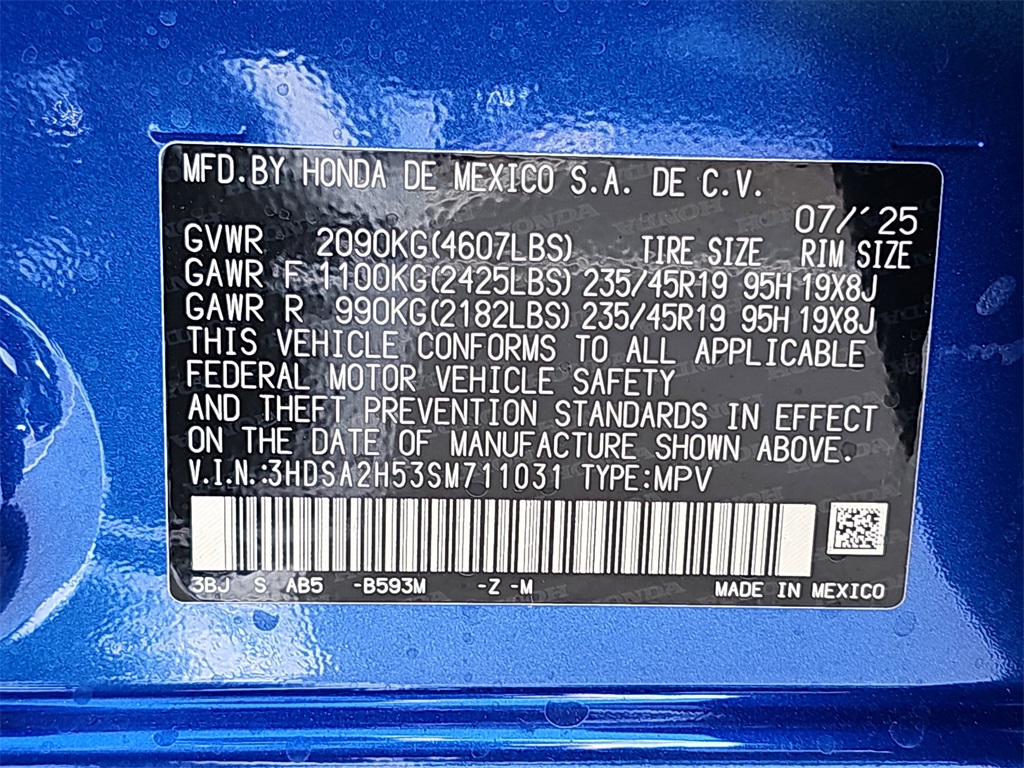 MFD.BY HONDA DE MEXICO S.A. DE C.V.
07/'25
GVWR 2090KG(4607LBS) TIRE SIZE RIM SIZE
GAWR F 1100KG(2425LBS) 235/45R19 95H 19X8J
GAWR R 990KG(2182LBS) 235/45R19 95H 19X8J
THIS VEHICLE CONFORMS TO ALL APPLICABLE
FEDERAL MOTOR VEHICLE SAFETY
AND THEFT PREVENTION STANDARDS IN EFFECT
ON THE DATE OF MANUFACTURE SHOWN ABOVE.
V.I.N.:3HDSA2H53SM711031 TYPE:MPV
3BJ S AB5 -B593M -Z -M MADE IN MEXICO